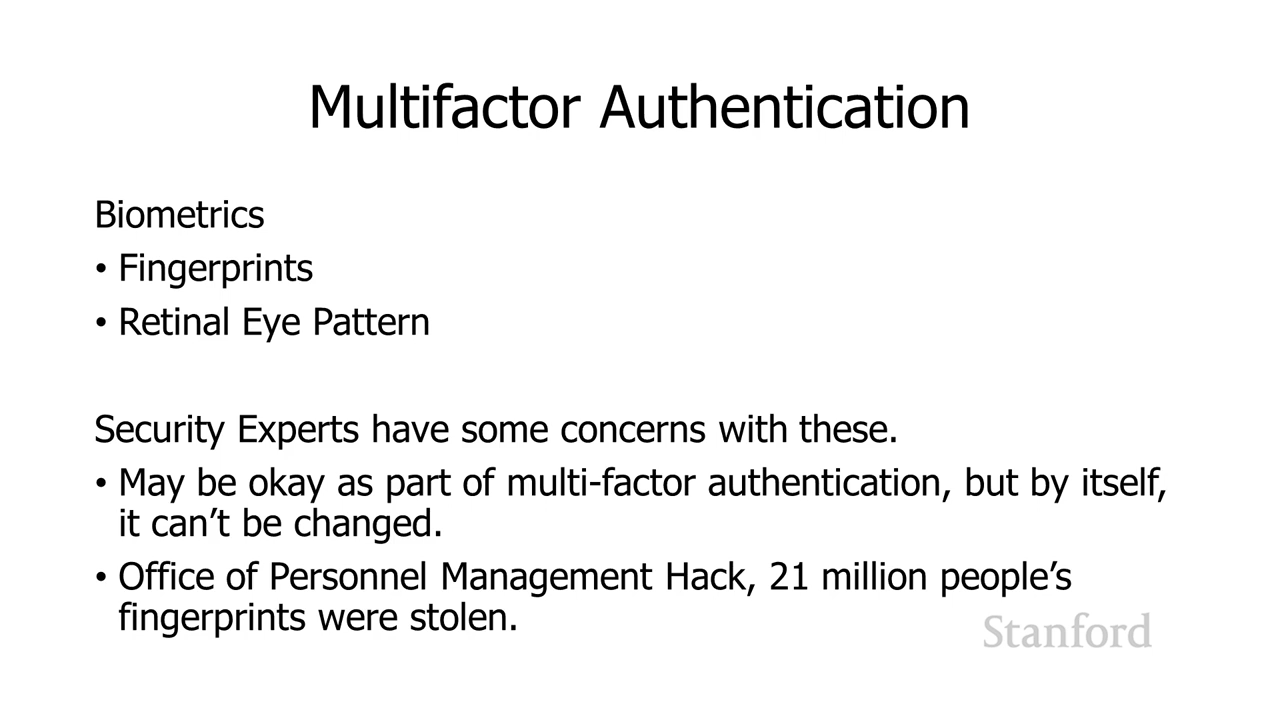 Multifactor Authentication
Biometrics
• Fingerprints
• Retinal Eye Pattern
Security Experts have some concerns with these.
• May be okay as part of multi-factor authentication, but by itself,
it can’t be changed.
• Office of Personnel Management Hack, 21 million people’s
fingerprints were stolen.
Stanford